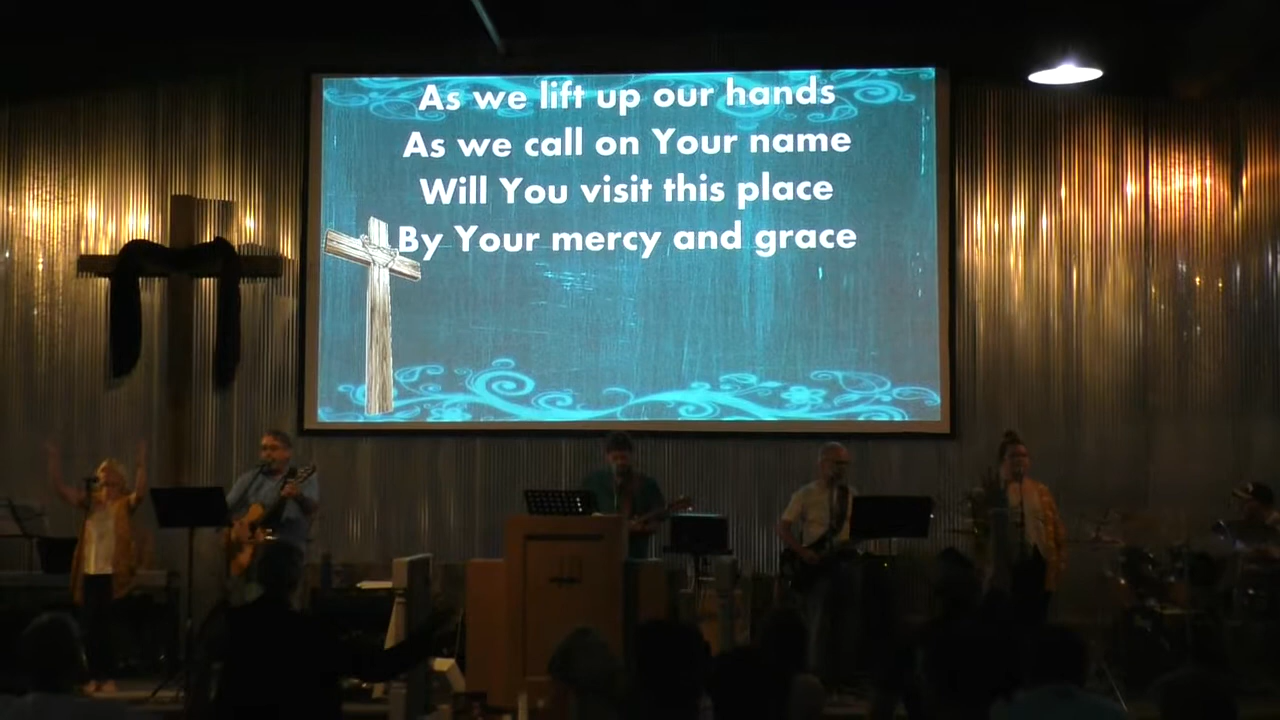 As we lift up our hands
As we call on Your name
Will You visit this place
By Your mercy and grace